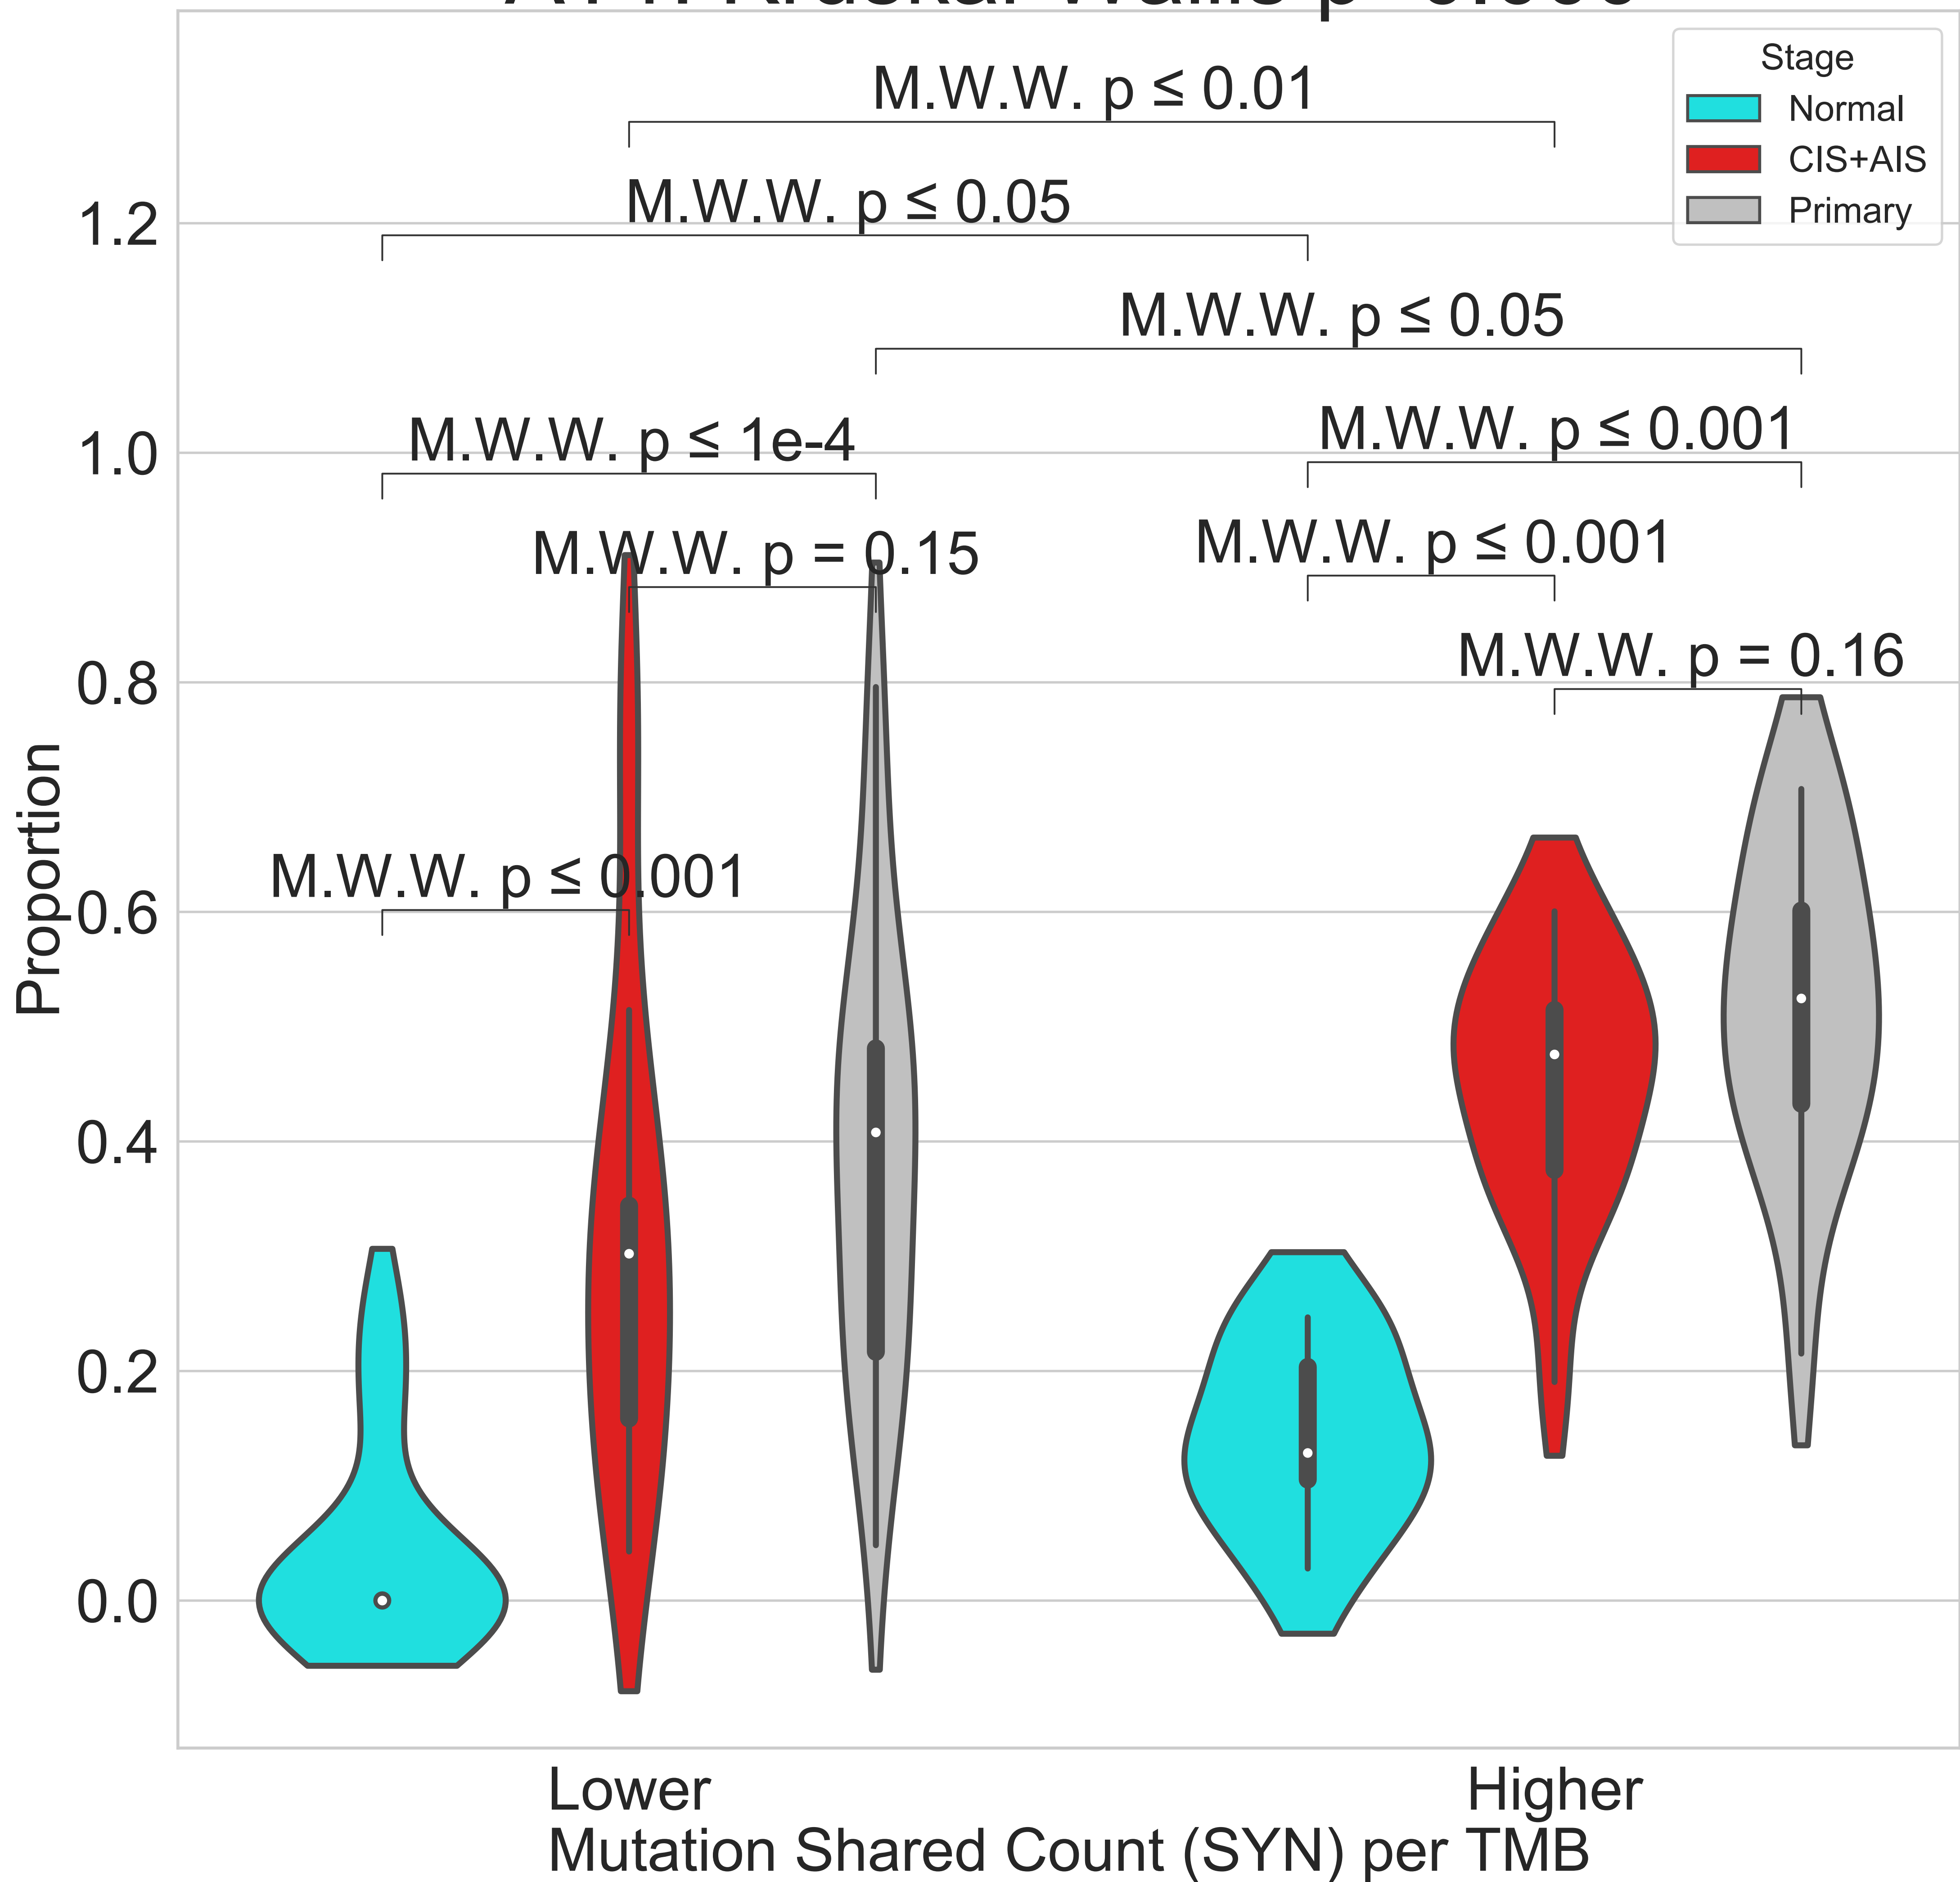 Stage
Normal
CIS+AIS
Primary
M.W.W. p ≤ 0.01
M.W.W. p ≤ 0.05
M.W.W. p ≤ 0.05
M.W.W. p ≤ 1e-4
M.W.W. p ≤ 0.001
M.W.W. p = 0.15
M.W.W. p ≤ 0.001
M.W.W. p = 0.16
M.W.W. p ≤ 0.001
1.2
1.0
0.8
0.6
0.4
0.2
0.0
Proportion
Lower
Higher
Mutation Shared Count (SYN) per TMB